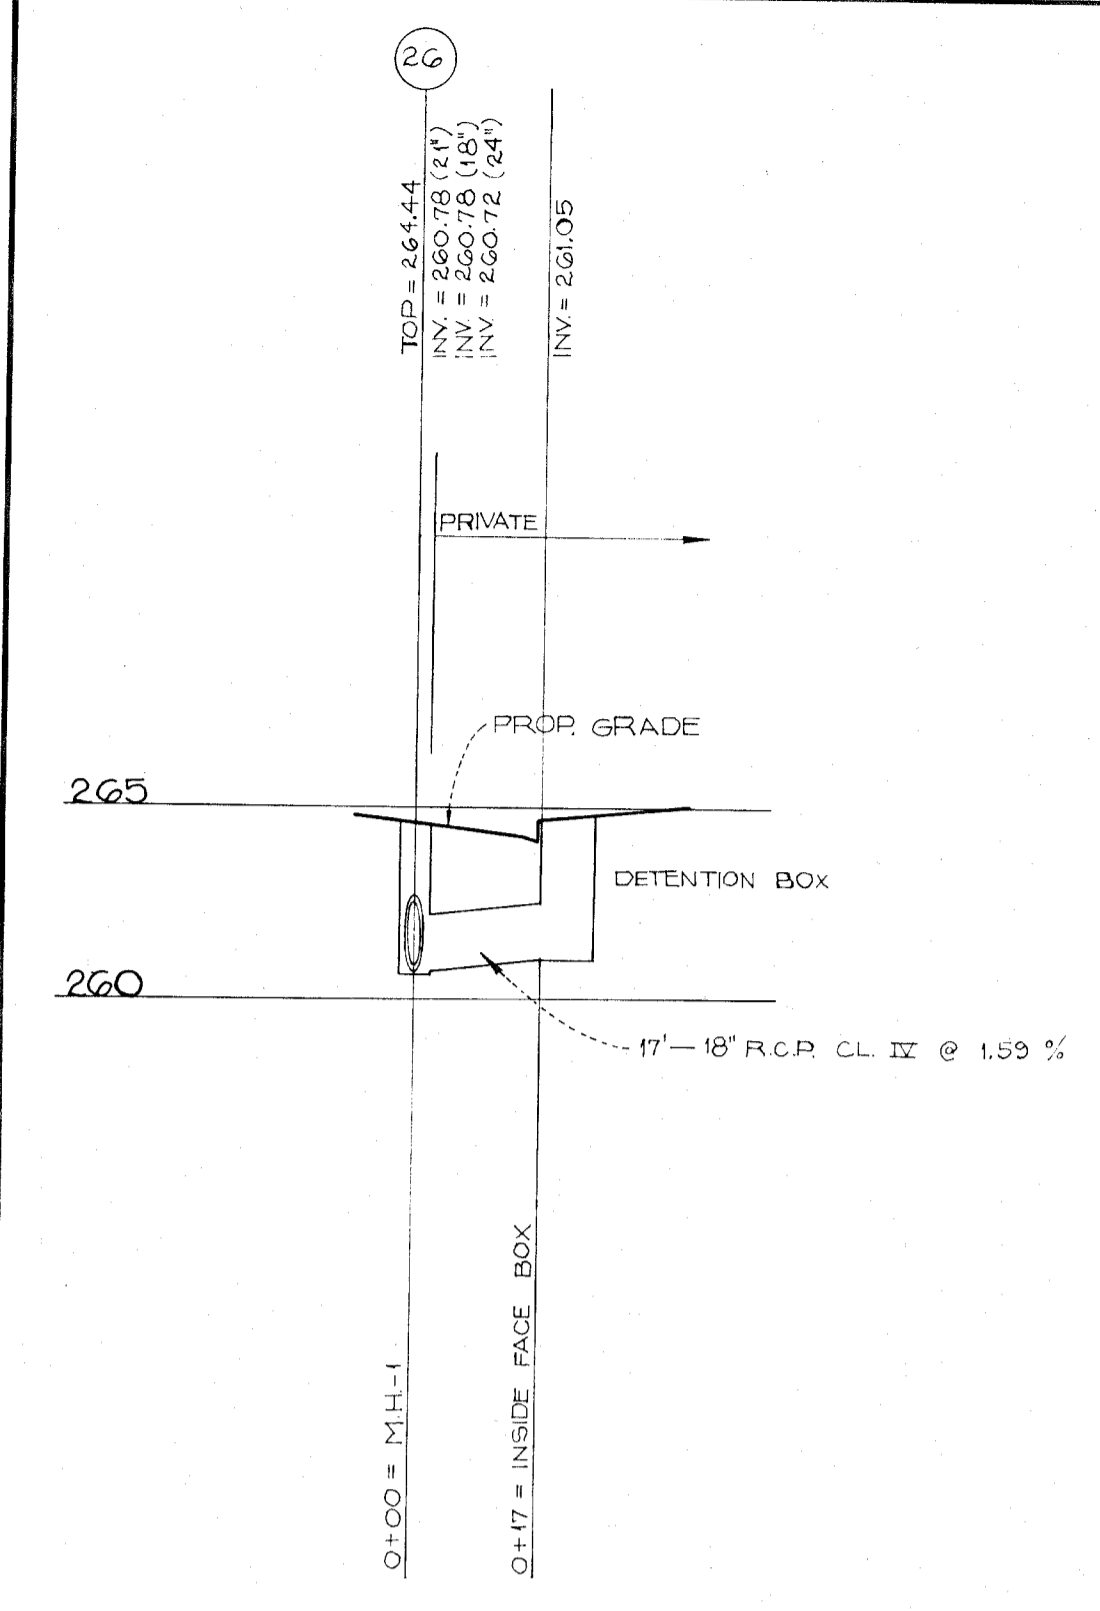 26
TOP = 264.44
INV. = 260.78 (21")
INV. = 260.78 (18")
INV. = 260.72 (24")
INV. = 261.05
PRIVATE
PROP. GRADE
265
DETENTION BOX
260
17'— 18" R.C.P. CL. IV @ 1.59 %
0+00 = M.H.-1
0+17 = INSIDE FACE BOX